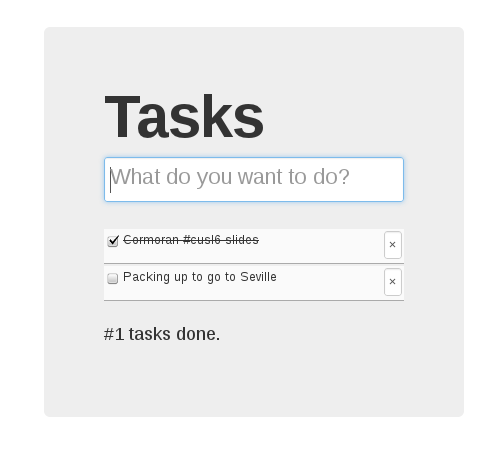 Tasks
What do you want to do?
Cormoran #cusl6 slides ×
Packing up to go to Seville ×
#1 tasks done.